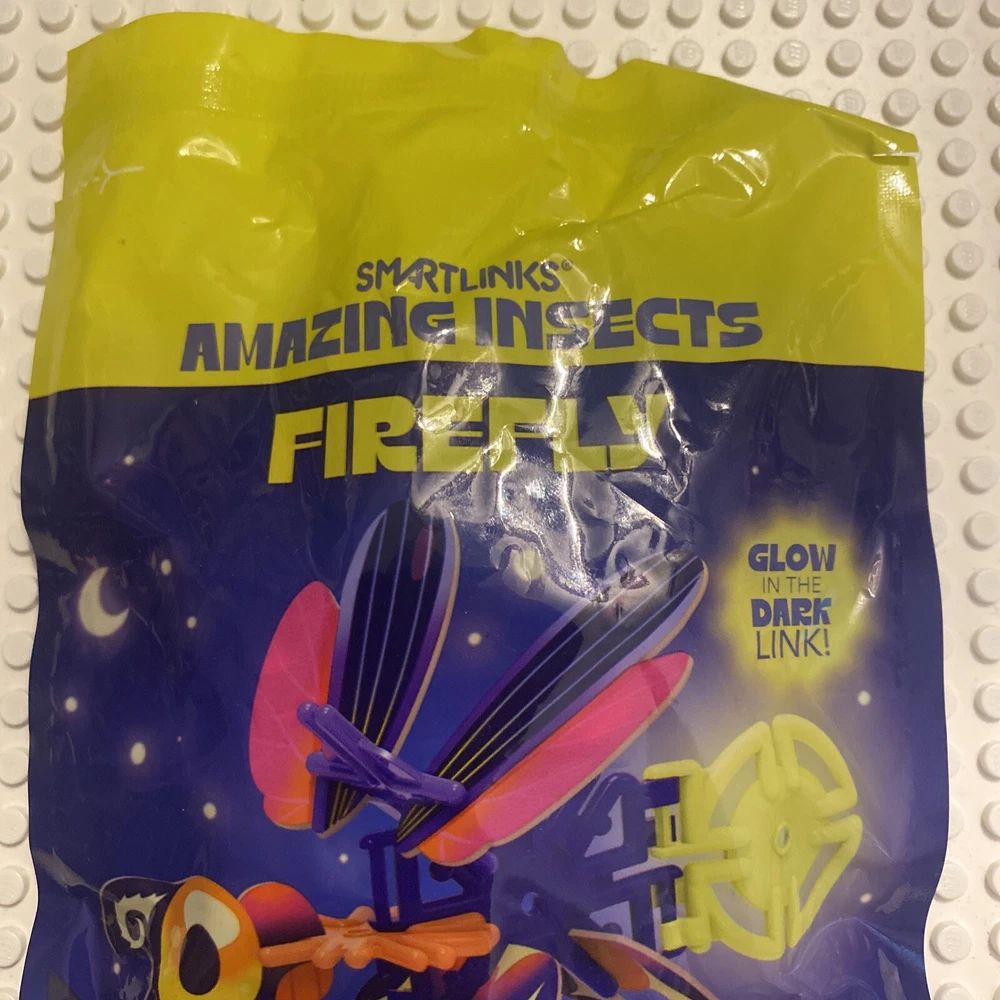 SMARTLINKS®
AMAZING INSECTS
FIREFLY
GLOW
IN THE
DARK
LINK!